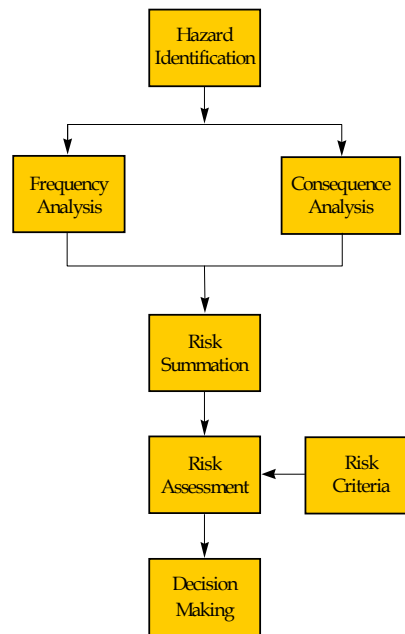 Hazard
Identification
Frequency
Analysis
Consequence
Analysis
Risk
Summation
Risk
Assessment
Risk
Criteria
Decision
Making